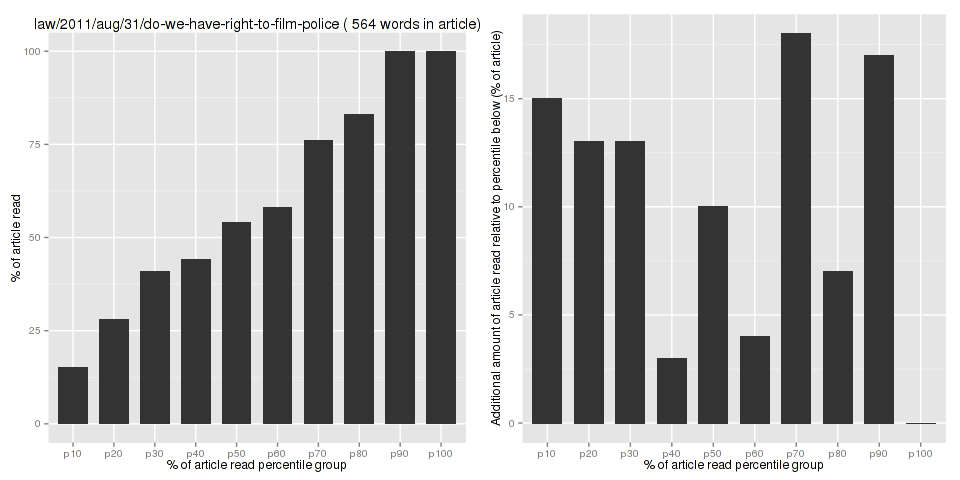 law/2011/aug/31/do-we-have-right-to-film-police ( 564 words in article)
% of article read
100
75
50
25
0
p10 p20 p30 p40 p50 p60 p70 p80 p90 p100
% of article read percentile group
Additional amount of article read relative to percentile below (% of article)
15
10
5
0
p10 p20 p30 p40 p50 p60 p70 p80 p90 p100
% of article read percentile group